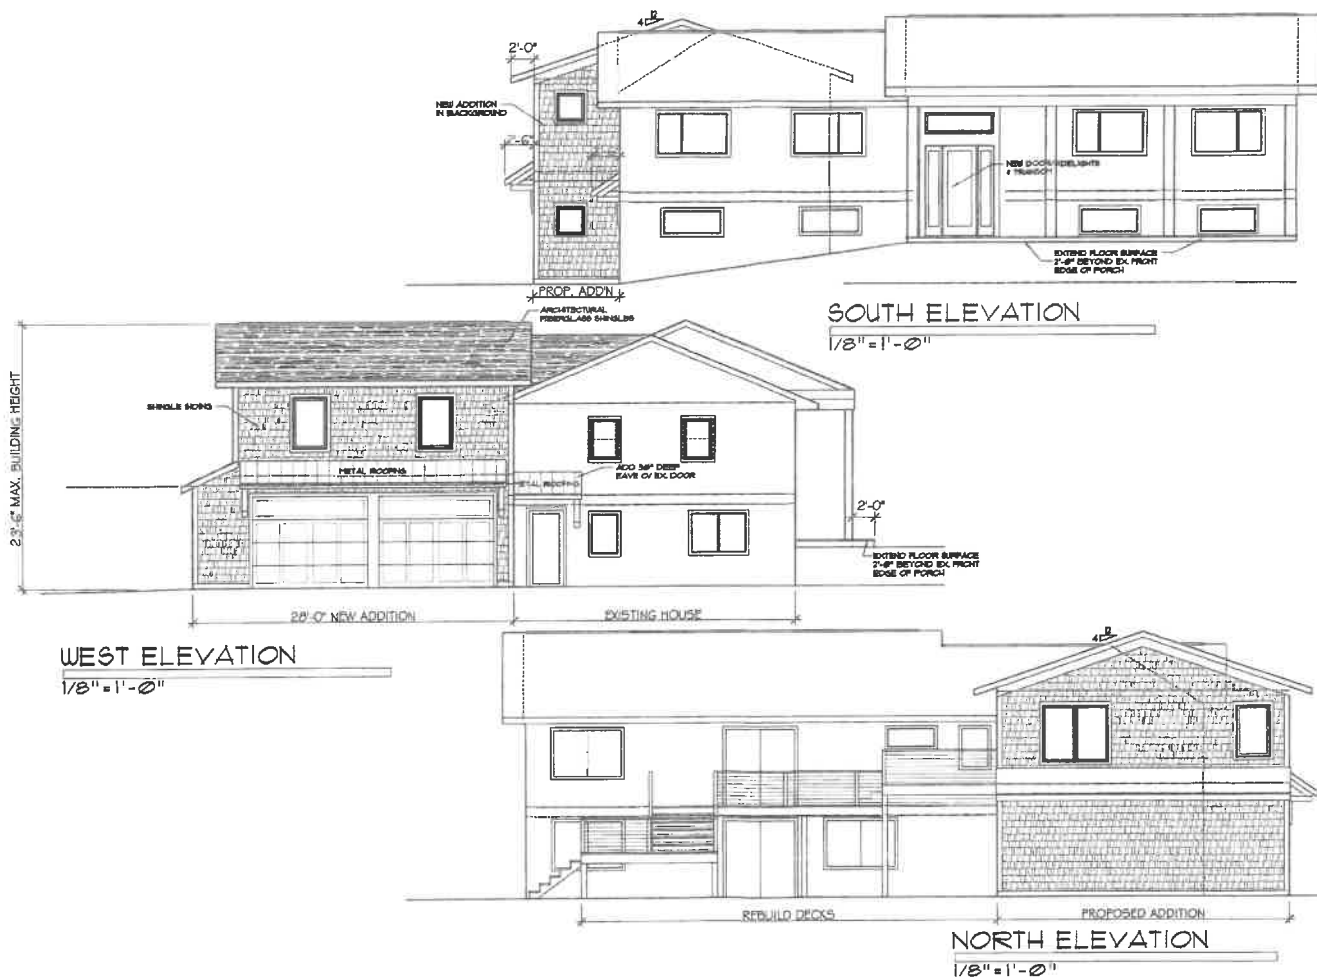 12
4
2'-0"
NEW ADDITION
IN BACKGROUND
NEW DOOR/SIDELIGHTS
& TRANSOM
EXTEND FLOOR SURFACE
2'-0" BEYOND EX. FRONT
EDGE OF PORCH
PROP. ADD'N
SOUTH ELEVATION
1/8"=1'-0"
ARCHITECTURAL
FIBERGLASS SHINGLES
23'-6" MAX. BUILDING HEIGHT
SHINGLE SIDING
METAL ROOFING
METAL ROOFING
ADD 36" DEEP
EAVE O/ EX. DOOR
2'-0"
EXTEND FLOOR SURFACE
2'-0" BEYOND EX. FRONT
EDGE OF PORCH
28'-0" NEW ADDITION
EXISTING HOUSE
WEST ELEVATION
1/8"=1'-0"
12
4
REBUILD DECKS
PROPOSED ADDITION
NORTH ELEVATION
1/8"=1'-0"